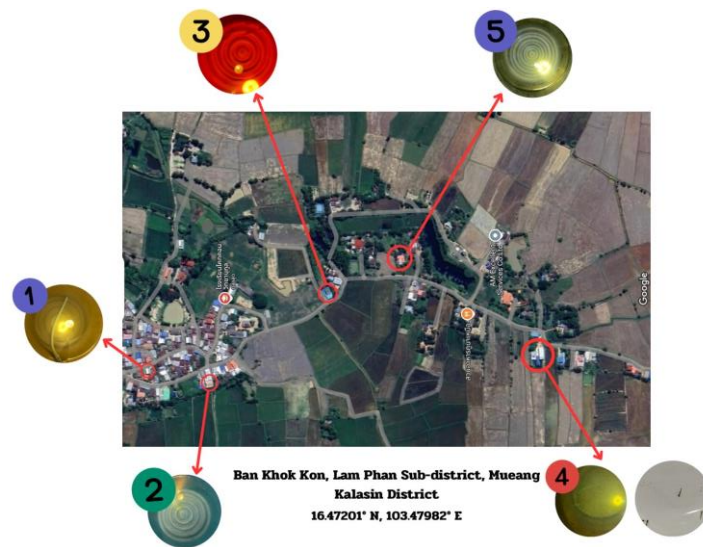 3
5
1
Google
2
4
Ban Khok Kon, Lam Phan Sub-district, Mueang
Kalasin District
16.47201° N, 103.47982° E